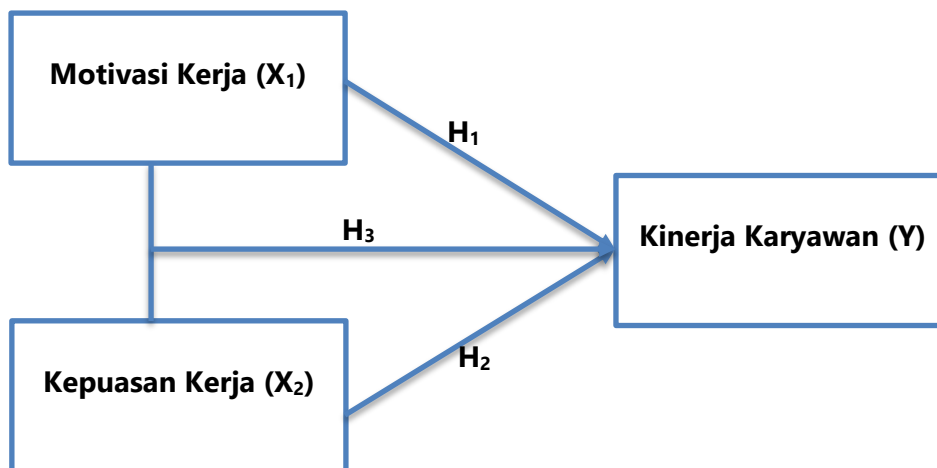 Motivasi Kerja (X₁)
H₁
H₃
Kinerja Karyawan (Y)
H₂
Kepuasan Kerja (X₂)